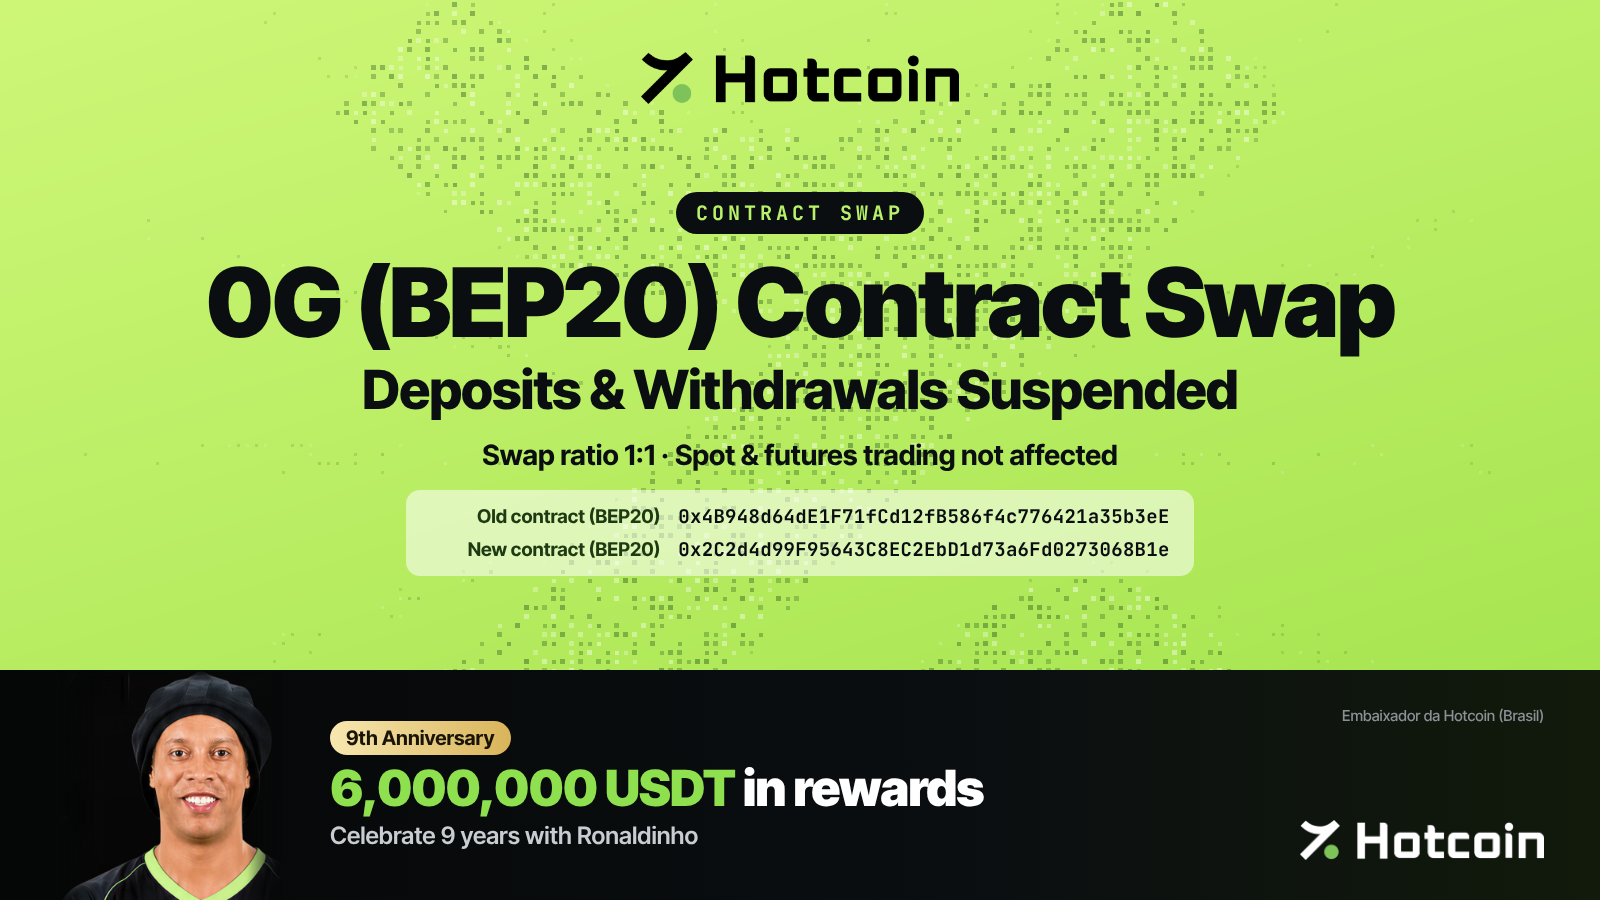 Hotcoin
CONTRACT SWAP
0G (BEP20) Contract Swap
Deposits & Withdrawals Suspended
Swap ratio 1:1 · Spot & futures trading not affected
Old contract (BEP20) 0x4B948d64dE1F71fCd12fB586f4c776421a35b3eE
New contract (BEP20) 0x2C2d4d99F95643C8EC2EbD1d73a6Fd0273068B1e
Embaixador da Hotcoin (Brasil)
9th Anniversary
6,000,000 USDT in rewards
Celebrate 9 years with Ronaldinho
Hotcoin